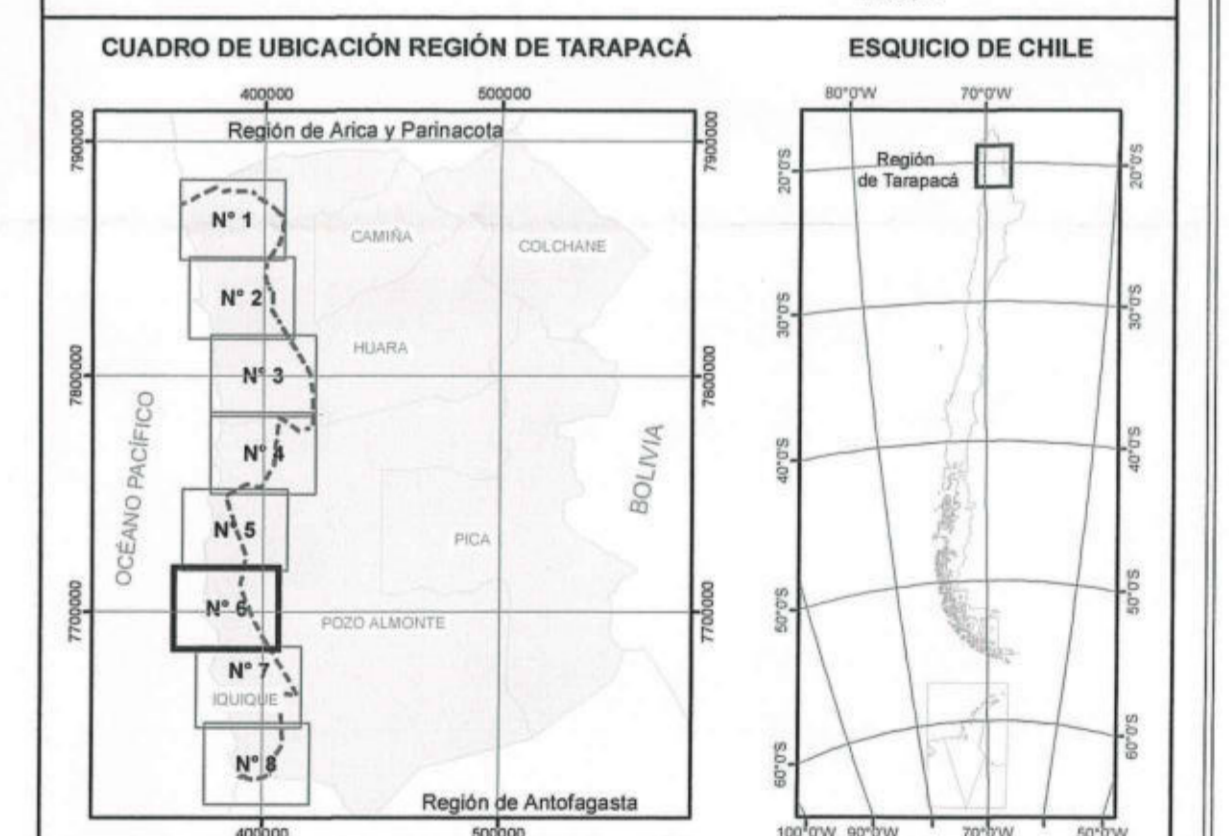 CUADRO DE UBICACIÓN REGIÓN DE TARAPACÁ
400000 500000
7900000 7900000
Región de Arica y Parinacota
N° 1
CAMIÑA
COLCHANE
N° 2
HUARA
N° 3
7800000 7800000
OCÉANO PACÍFICO
N° 4
BOLIVIA
N° 5
PICA
N° 6
7700000 7700000
POZO ALMONTE
N° 7
IQUIQUE
N° 8
Región de Antofagasta
400000 500000
ESQUICIO DE CHILE
80°0'W 70°0'W
Región
de Tarapacá
20°0'S 20°0'S
30°0'S 30°0'S
40°0'S 40°0'S
50°0'S 50°0'S
60°0'S 60°0'S
100°0'W 90°0'W 70°0'W 50°0'W